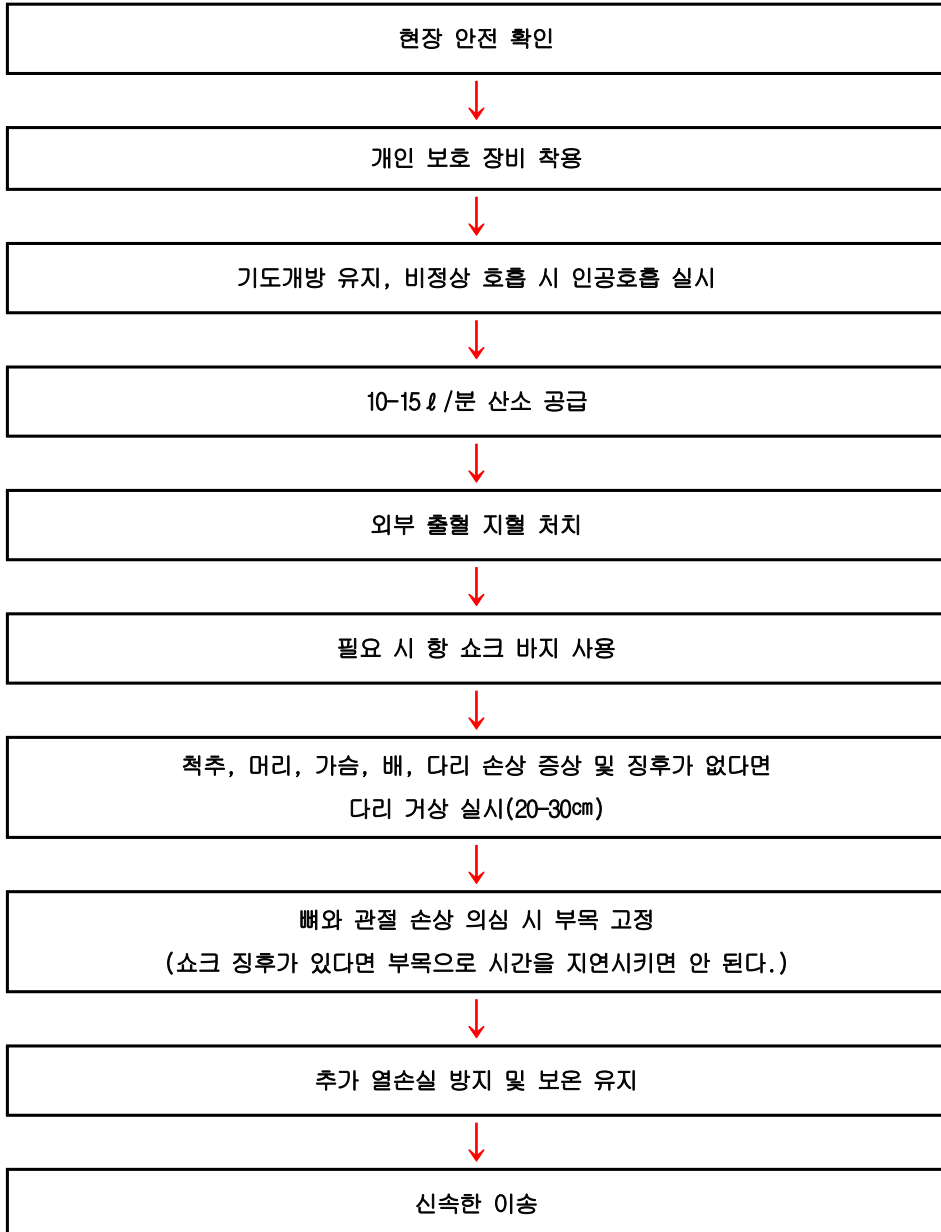 현장 안전 확인
개인 보호 장비 착용
기도개방 유지, 비정상 호흡 시 인공호흡 실시
10-15ℓ/분 산소 공급
외부 출혈 지혈 처치
필요 시 항 쇼크 바지 사용
척추, 머리, 가슴, 배, 다리 손상 증상 및 징후가 없다면
다리 거상 실시(20-30㎝)
뼈와 관절 손상 의심 시 부목 고정
(쇼크 징후가 있다면 부목으로 시간을 지연시키면 안 된다.)
추가 열손실 방지 및 보온 유지
신속한 이송